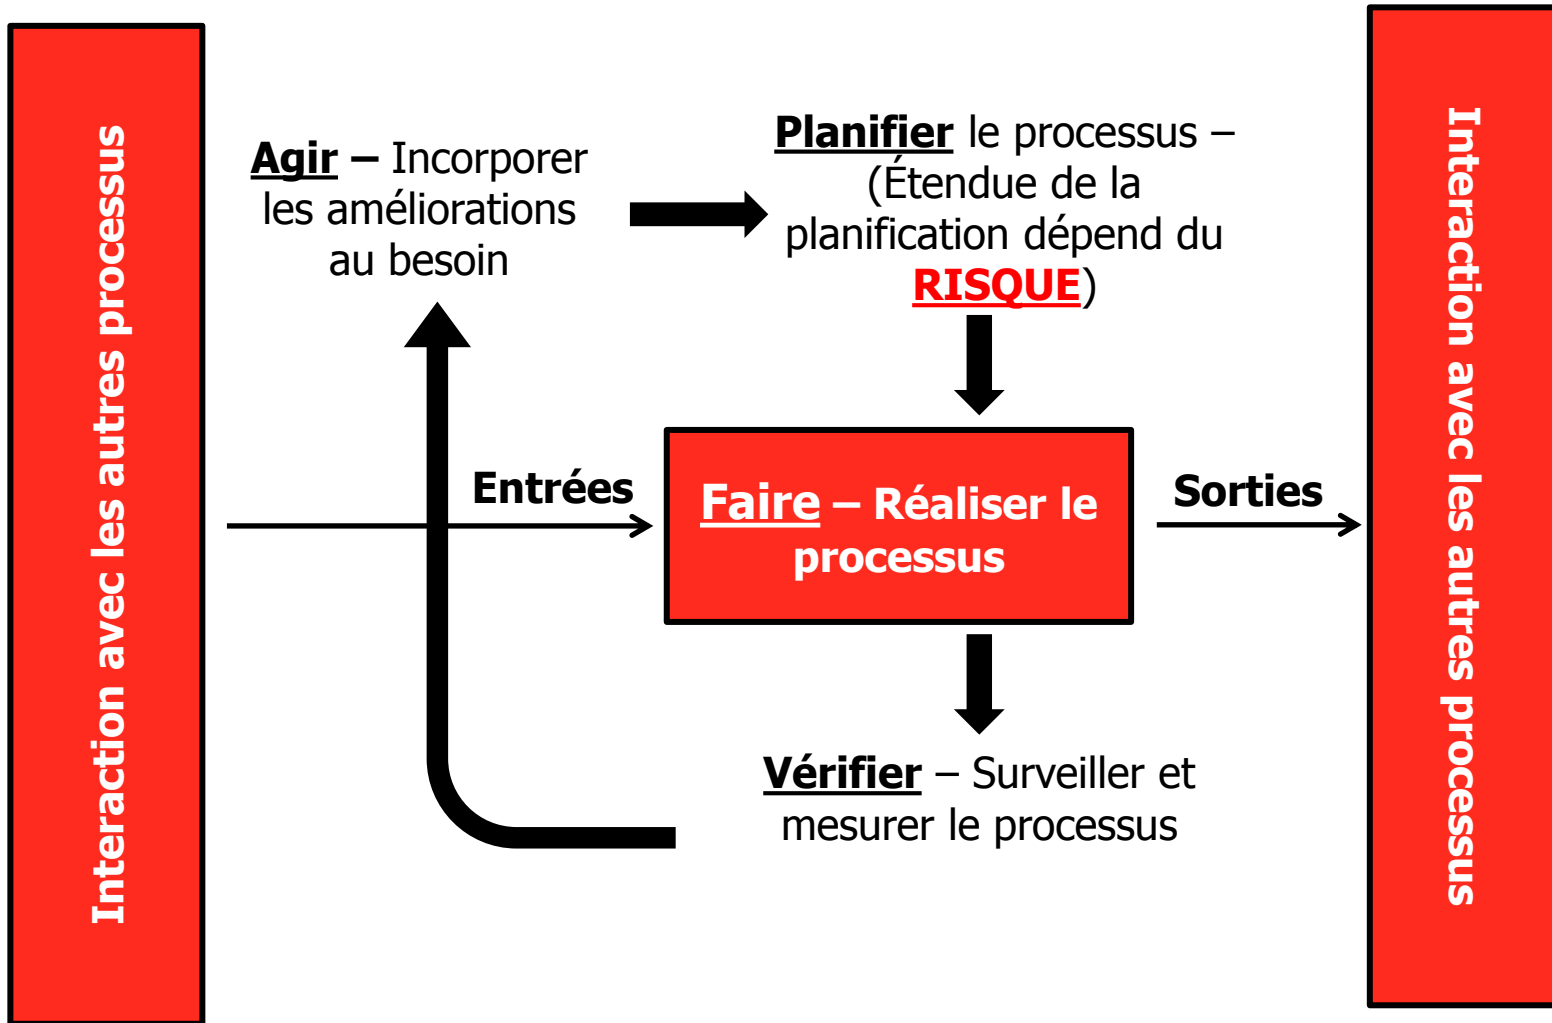 Interaction avec les autres processus
Agir – Incorporer
les améliorations
au besoin
Planifier le processus –
(Étendue de la
planification dépend du
RISQUE)
Entrées
Faire – Réaliser le
processus
Sorties
Vérifier – Surveiller et
mesurer le processus
Interaction avec les autres processus